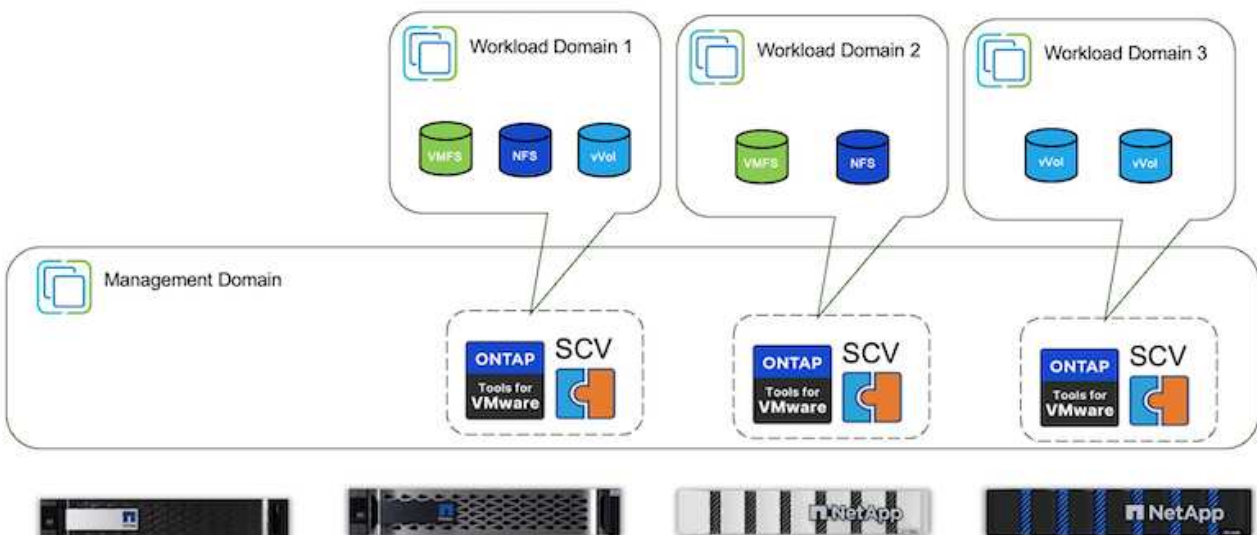 Workload Domain 1
VMFS
NFS
vVol
Workload Domain 2
VMFS
NFS
Workload Domain 3
vVol
vVol
Management Domain
ONTAP
Tools for
VMware
SCV
ONTAP
Tools for
VMware
SCV
ONTAP
Tools for
VMware
SCV
NetApp
NetApp